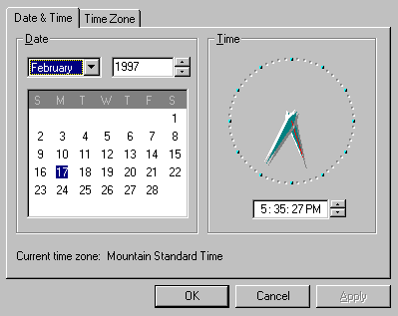 Date & Time Time Zone
Date
February 1997
S M T W T F S
1
2 3 4 5 6 7 8
9 10 11 12 13 14 15
16 17 18 19 20 21 22
23 24 25 26 27 28
Time
5:35:27 PM
Current time zone: Mountain Standard Time
OK Cancel Apply